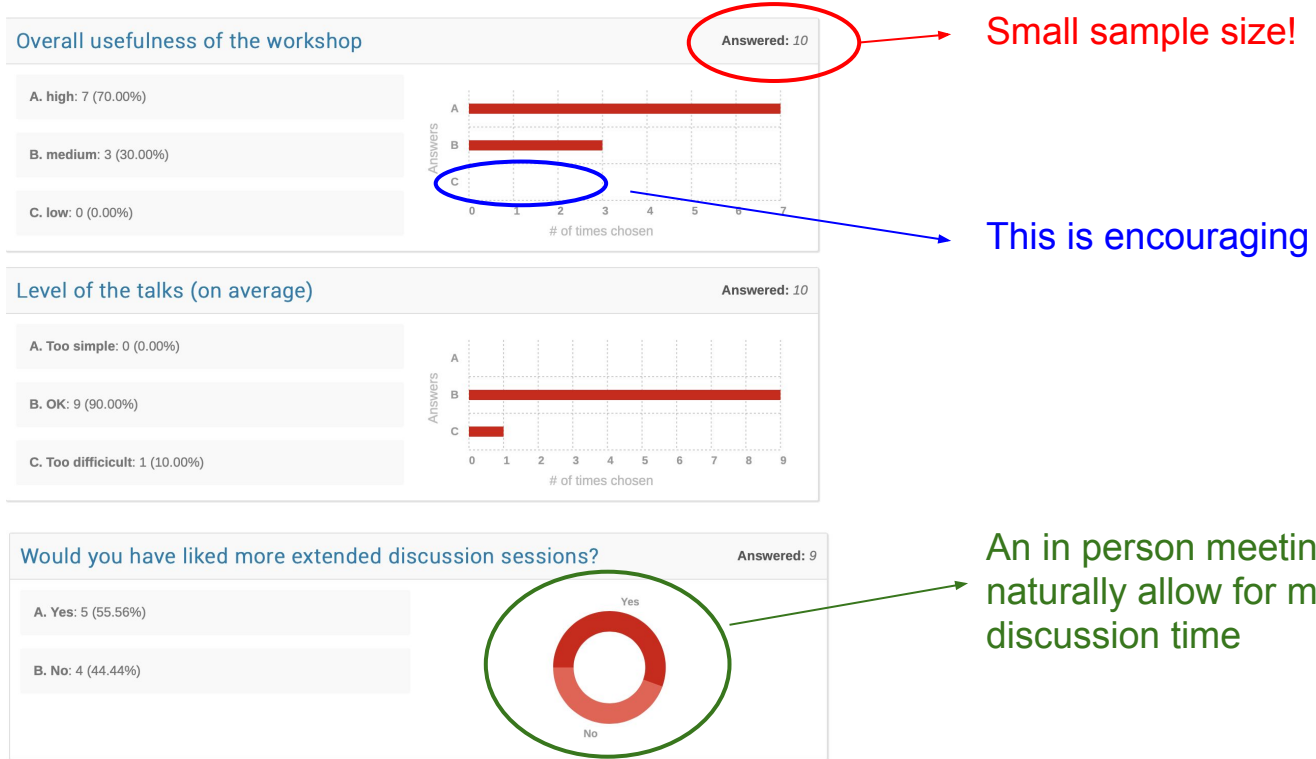 Overall usefulness of the workshop
Answered: 10
Small sample size!
A. high: 7 (70.00%)
B. medium: 3 (30.00%)
C. low: 0 (0.00%)
Answers
A
B
C
0 1 2 3 4 5 6 7
# of times chosen
This is encouraging
Level of the talks (on average)
Answered: 10
A. Too simple: 0 (0.00%)
B. OK: 9 (90.00%)
C. Too difficicult: 1 (10.00%)
Answers
A
B
C
0 1 2 3 4 5 6 7 8 9
# of times chosen
Would you have liked more extended discussion sessions?
Answered: 9
A. Yes: 5 (55.56%)
B. No: 4 (44.44%)
Yes
No
An in person
naturally allow for
discussion time